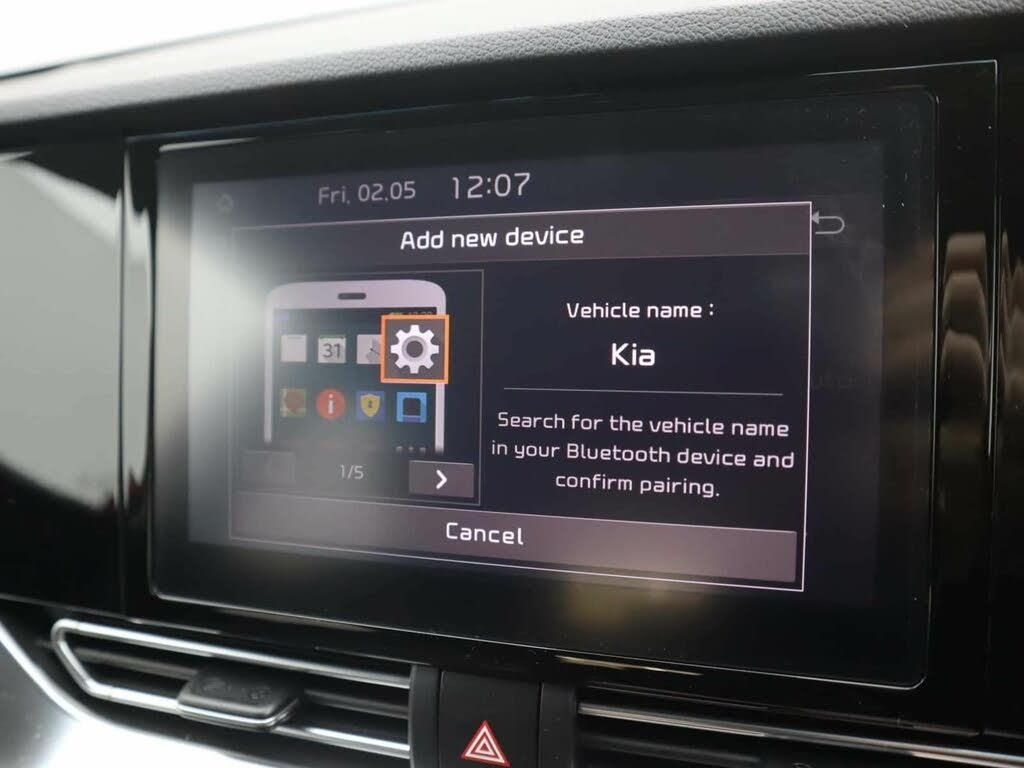 Fri, 02.05 12:07
Add new device
Vehicle name :
Kia
31
Search for the vehicle name
in your Bluetooth device and
confirm pairing.
1/5
Cancel